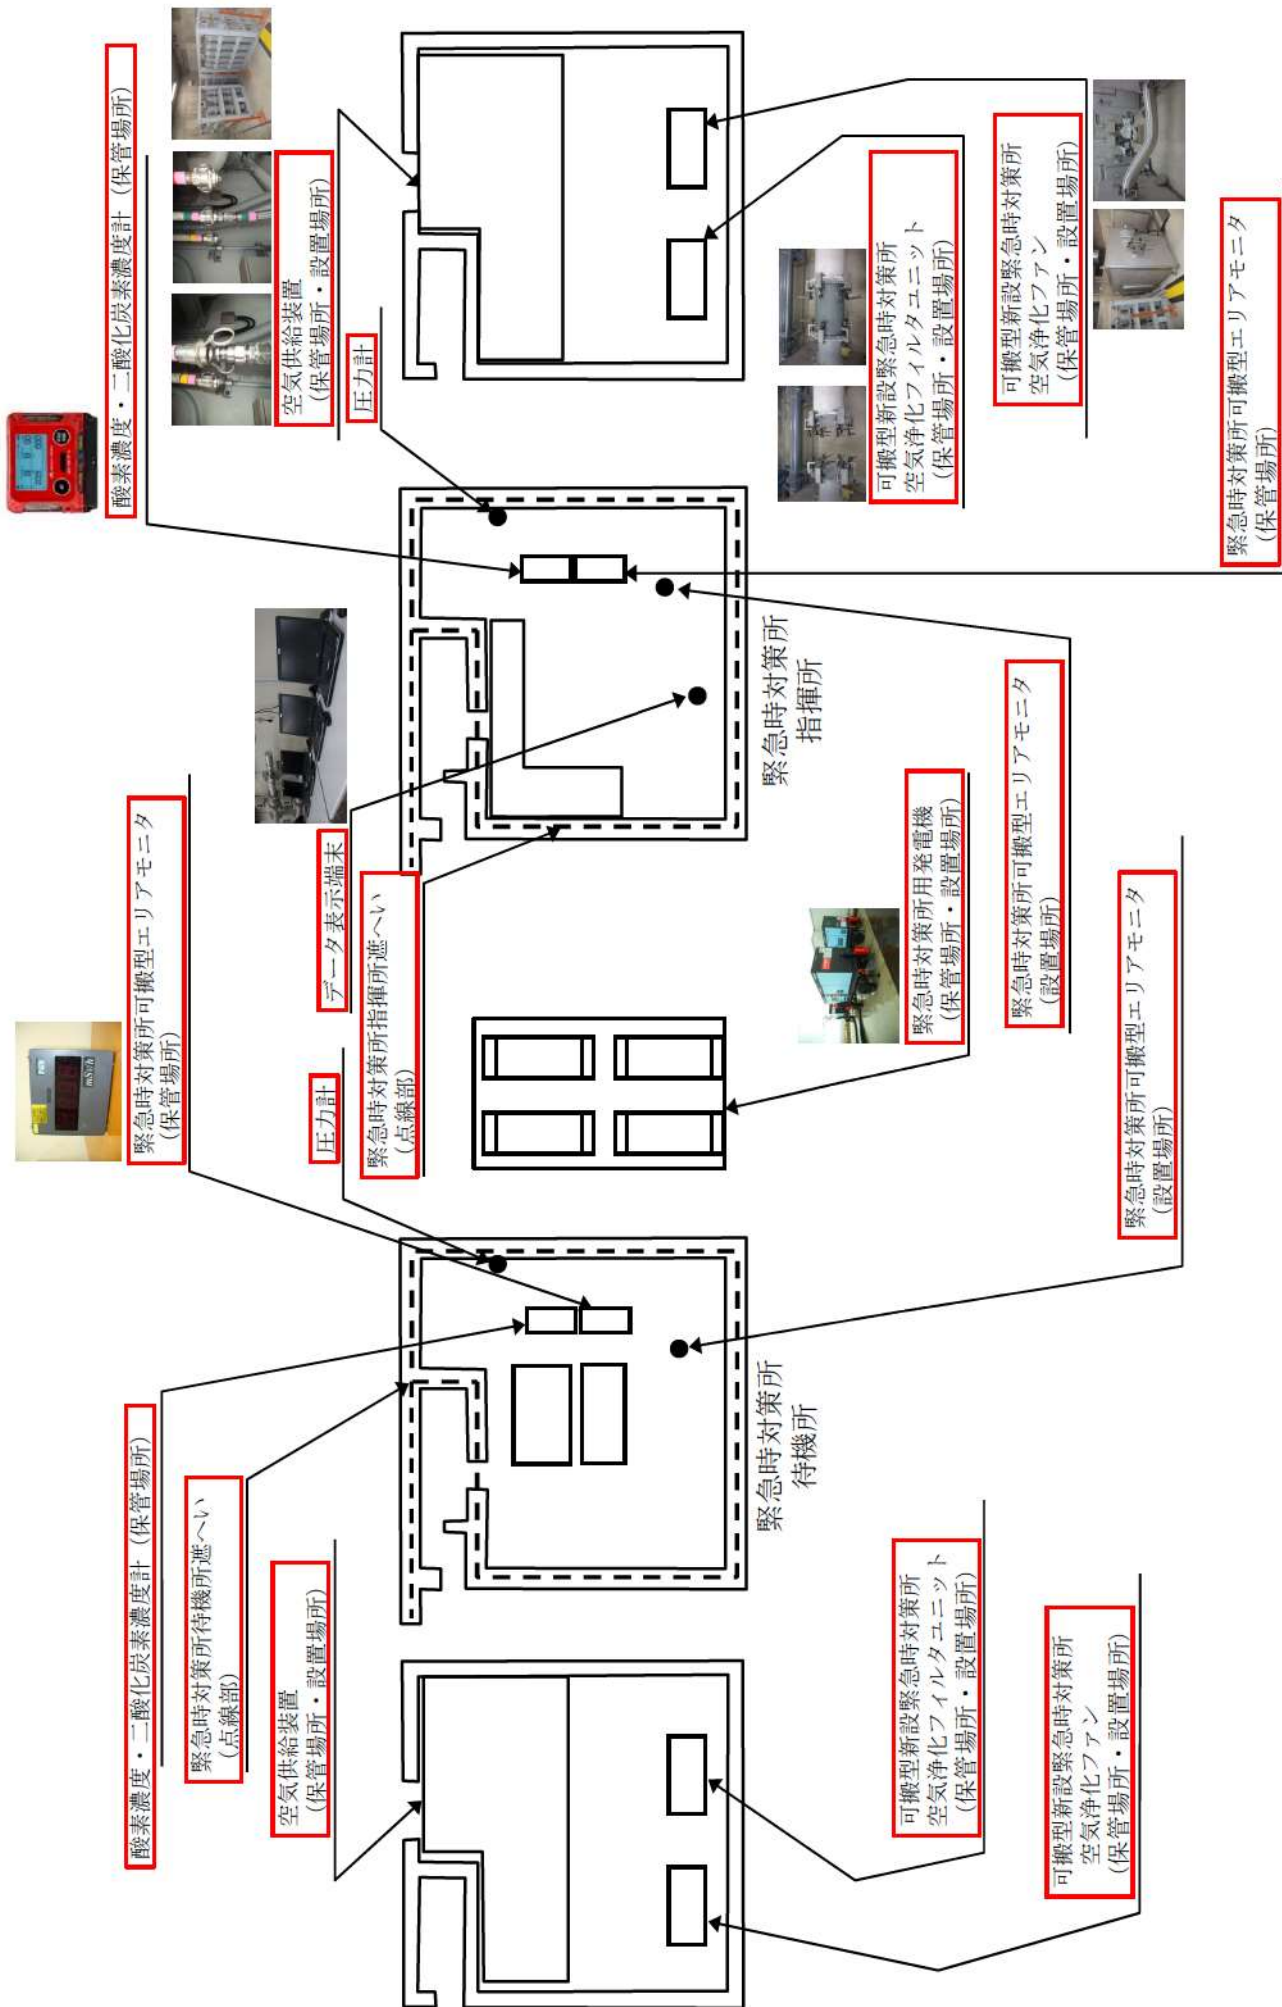 酸素濃度・二酸化炭素濃度計（保管場所）
緊急時対策所待機所遮へい
（点線部）
空気供給装置
（保管場所・設置場所）
緊急時対策所可搬型エリアモニタ
（保管場所）
圧力計
緊急時対策所指揮所遮へい
（点線部）
データ表示端末
酸素濃度・二酸化炭素濃度計（保管場所）
空気供給装置
（保管場所・設置場所）
圧力計
緊急時対策所
待機所
緊急時対策所
指揮所
可搬型新設緊急時対策所
空気浄化フィルタユニット
（保管場所・設置場所）
可搬型新設緊急時対策所
空気浄化ファン
（保管場所・設置場所）
緊急時対策所可搬型エリアモニタ
（設置場所）
緊急時対策所用発電機
（保管場所・設置場所）
緊急時対策所可搬型エリアモニタ
（設置場所）
可搬型新設緊急時対策所
空気浄化フィルタユニット
（保管場所・設置場所）
可搬型新設緊急時対策所
空気浄化ファン
（保管場所・設置場所）
緊急時対策所可搬型エリアモニタ
（保管場所）